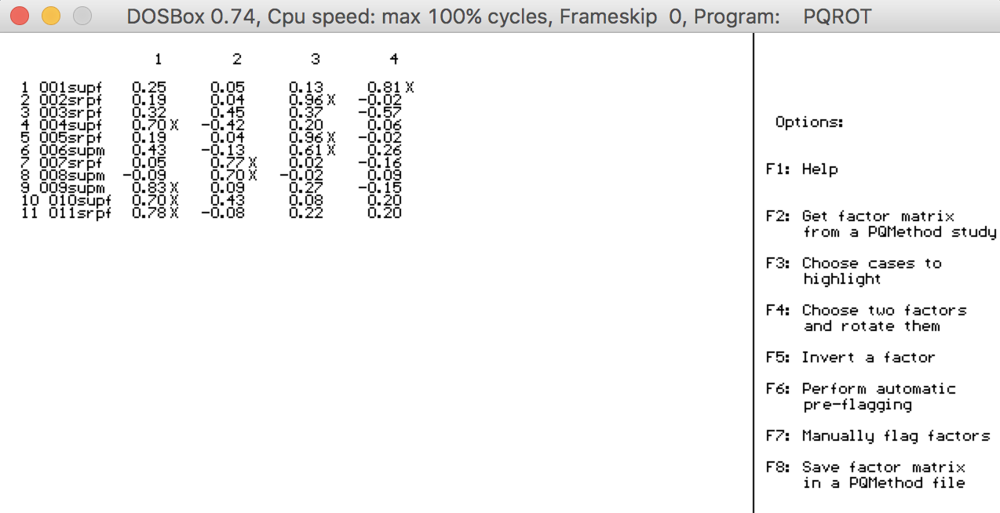 DOSBox 0.74, Cpu speed: max 100% cycles, Frameskip  0, Program:    PQROT
1 2 3 4
1 001supf 0.25 0.05 0.13 0.81 X
2 002srpf 0.19 0.04 0.96 X -0.02
3 003srpf 0.32 0.45 0.37 -0.57
4 004supf 0.70 X -0.42 0.20 0.06
5 005srpf 0.19 0.04 0.96 X -0.02
6 006supm 0.43 -0.13 0.61 X 0.26
7 007srpf 0.05 0.77 X 0.02 -0.16
8 008supm -0.09 0.70 X -0.02 0.09
9 009supm 0.83 X 0.09 0.27 -0.15
10 010supf 0.70 X 0.43 0.08 0.20
11 011srpf 0.78 X -0.08 0.22 0.20
Options:
F1: Help
F2: Get factor matrix
from a PQMethod study
F3: Choose cases to
highlight
F4: Choose two factors
and rotate them
F5: Invert a factor
F6: Perform automatic
pre-flagging
F7: Manually flag factors
F8: Save factor matrix
in a PQMethod file